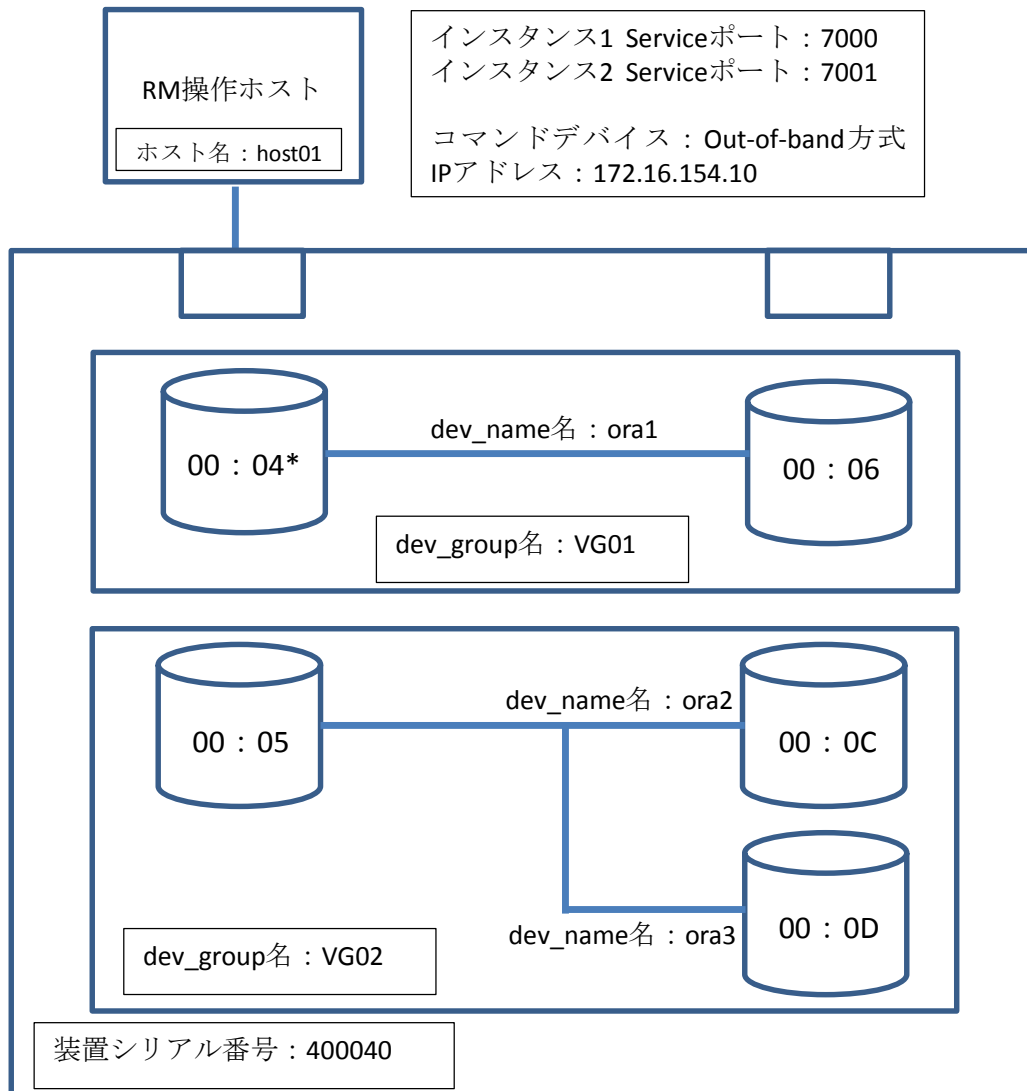 RM操作ホスト
ホスト名：host01
インスタンス1 Serviceポート：7000
インスタンス2 Serviceポート：7001
コマンドデバイス：Out-of-band方式
IPアドレス：172.16.154.10
00：04*
dev_name名：ora1
00：06
dev_group名：VG01
00：05
dev_name名：ora2
00：0C
dev_name名：ora3
00：0D
dev_group名：VG02
装置シリアル番号：400040